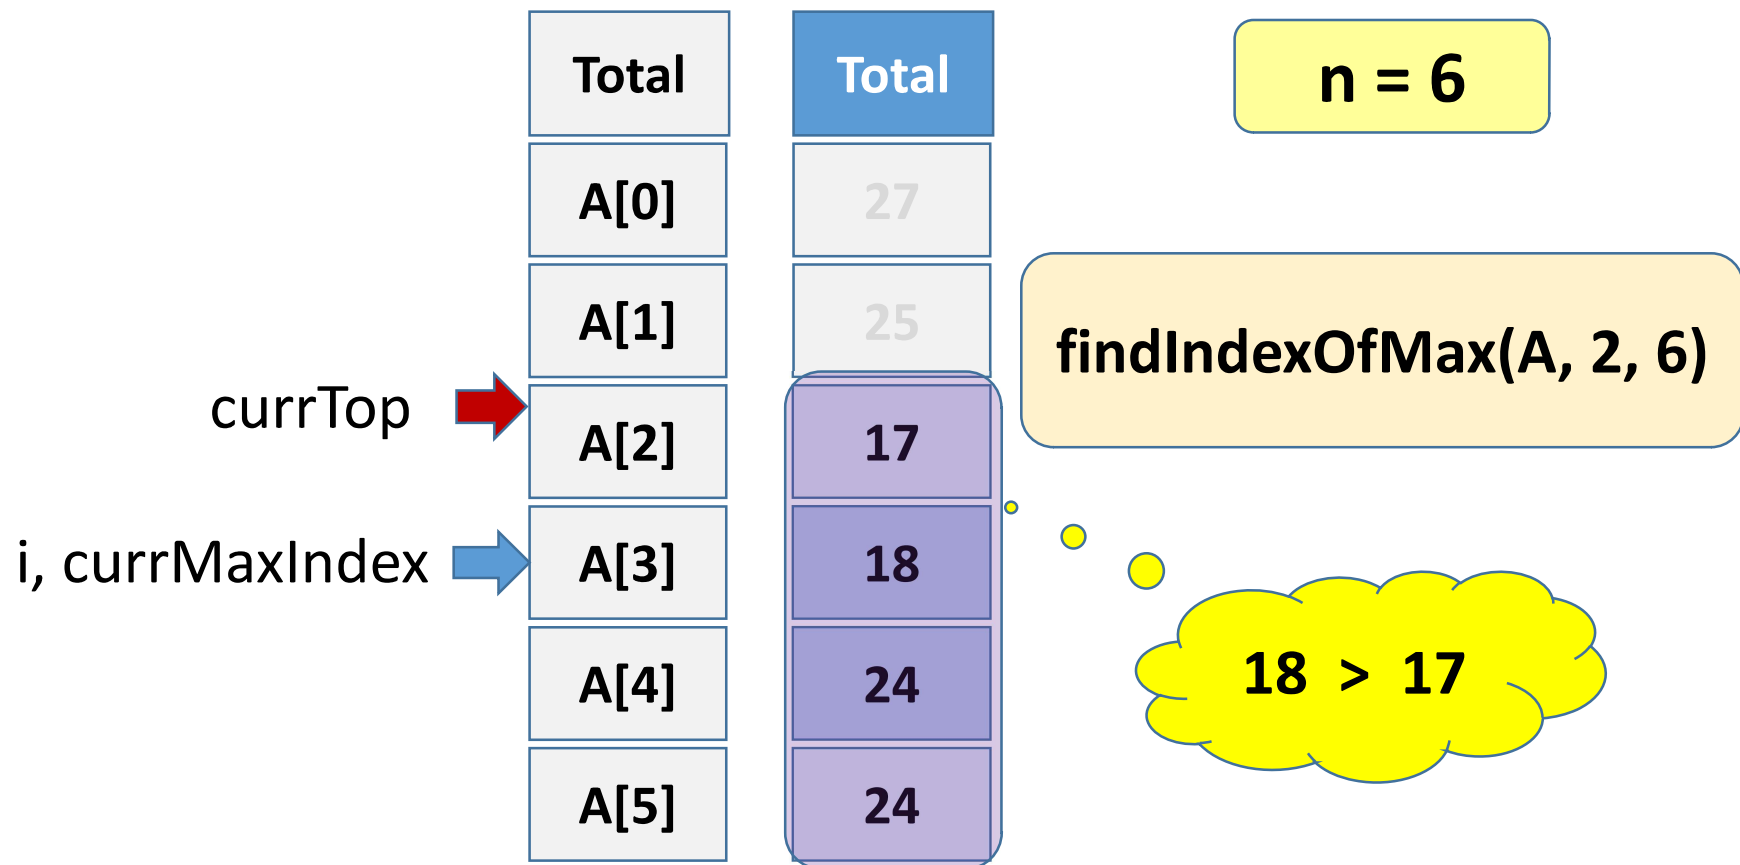 Total Total
n = 6
A[0] 27
A[1] 25
findIndexOfMax(A, 2, 6)
currTop
A[2] 17
i, currMaxIndex
A[3] 18
18 > 17
A[4] 24
A[5] 24